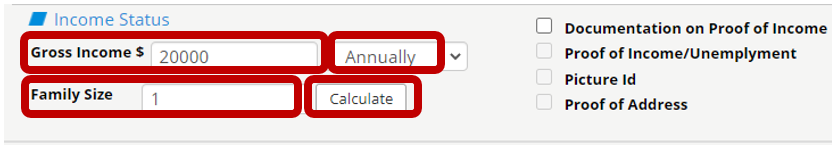 Income Status
Gross Income $ 20000 Annually
Family Size 1 Calculate
Documentation on Proof of Income
Proof of Income/Unemplyment
Picture Id
Proof of Address